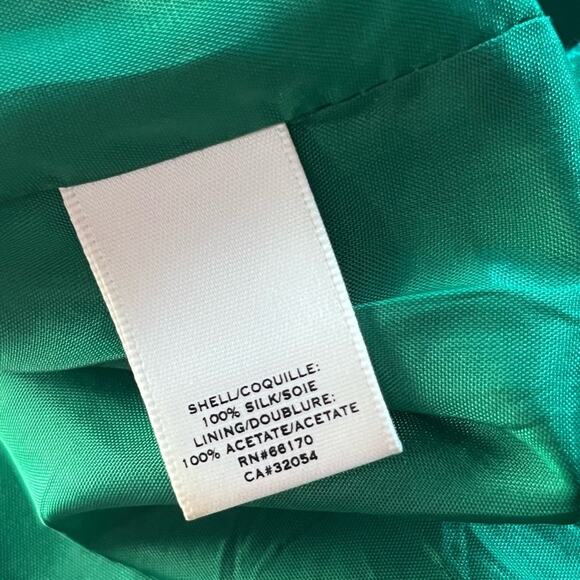 SHELL/COQUILLE:
100% SILK/SOIE
LINING/DOUBLURE:
100% ACETATE/ACETATE
RN#66170
CA#32054